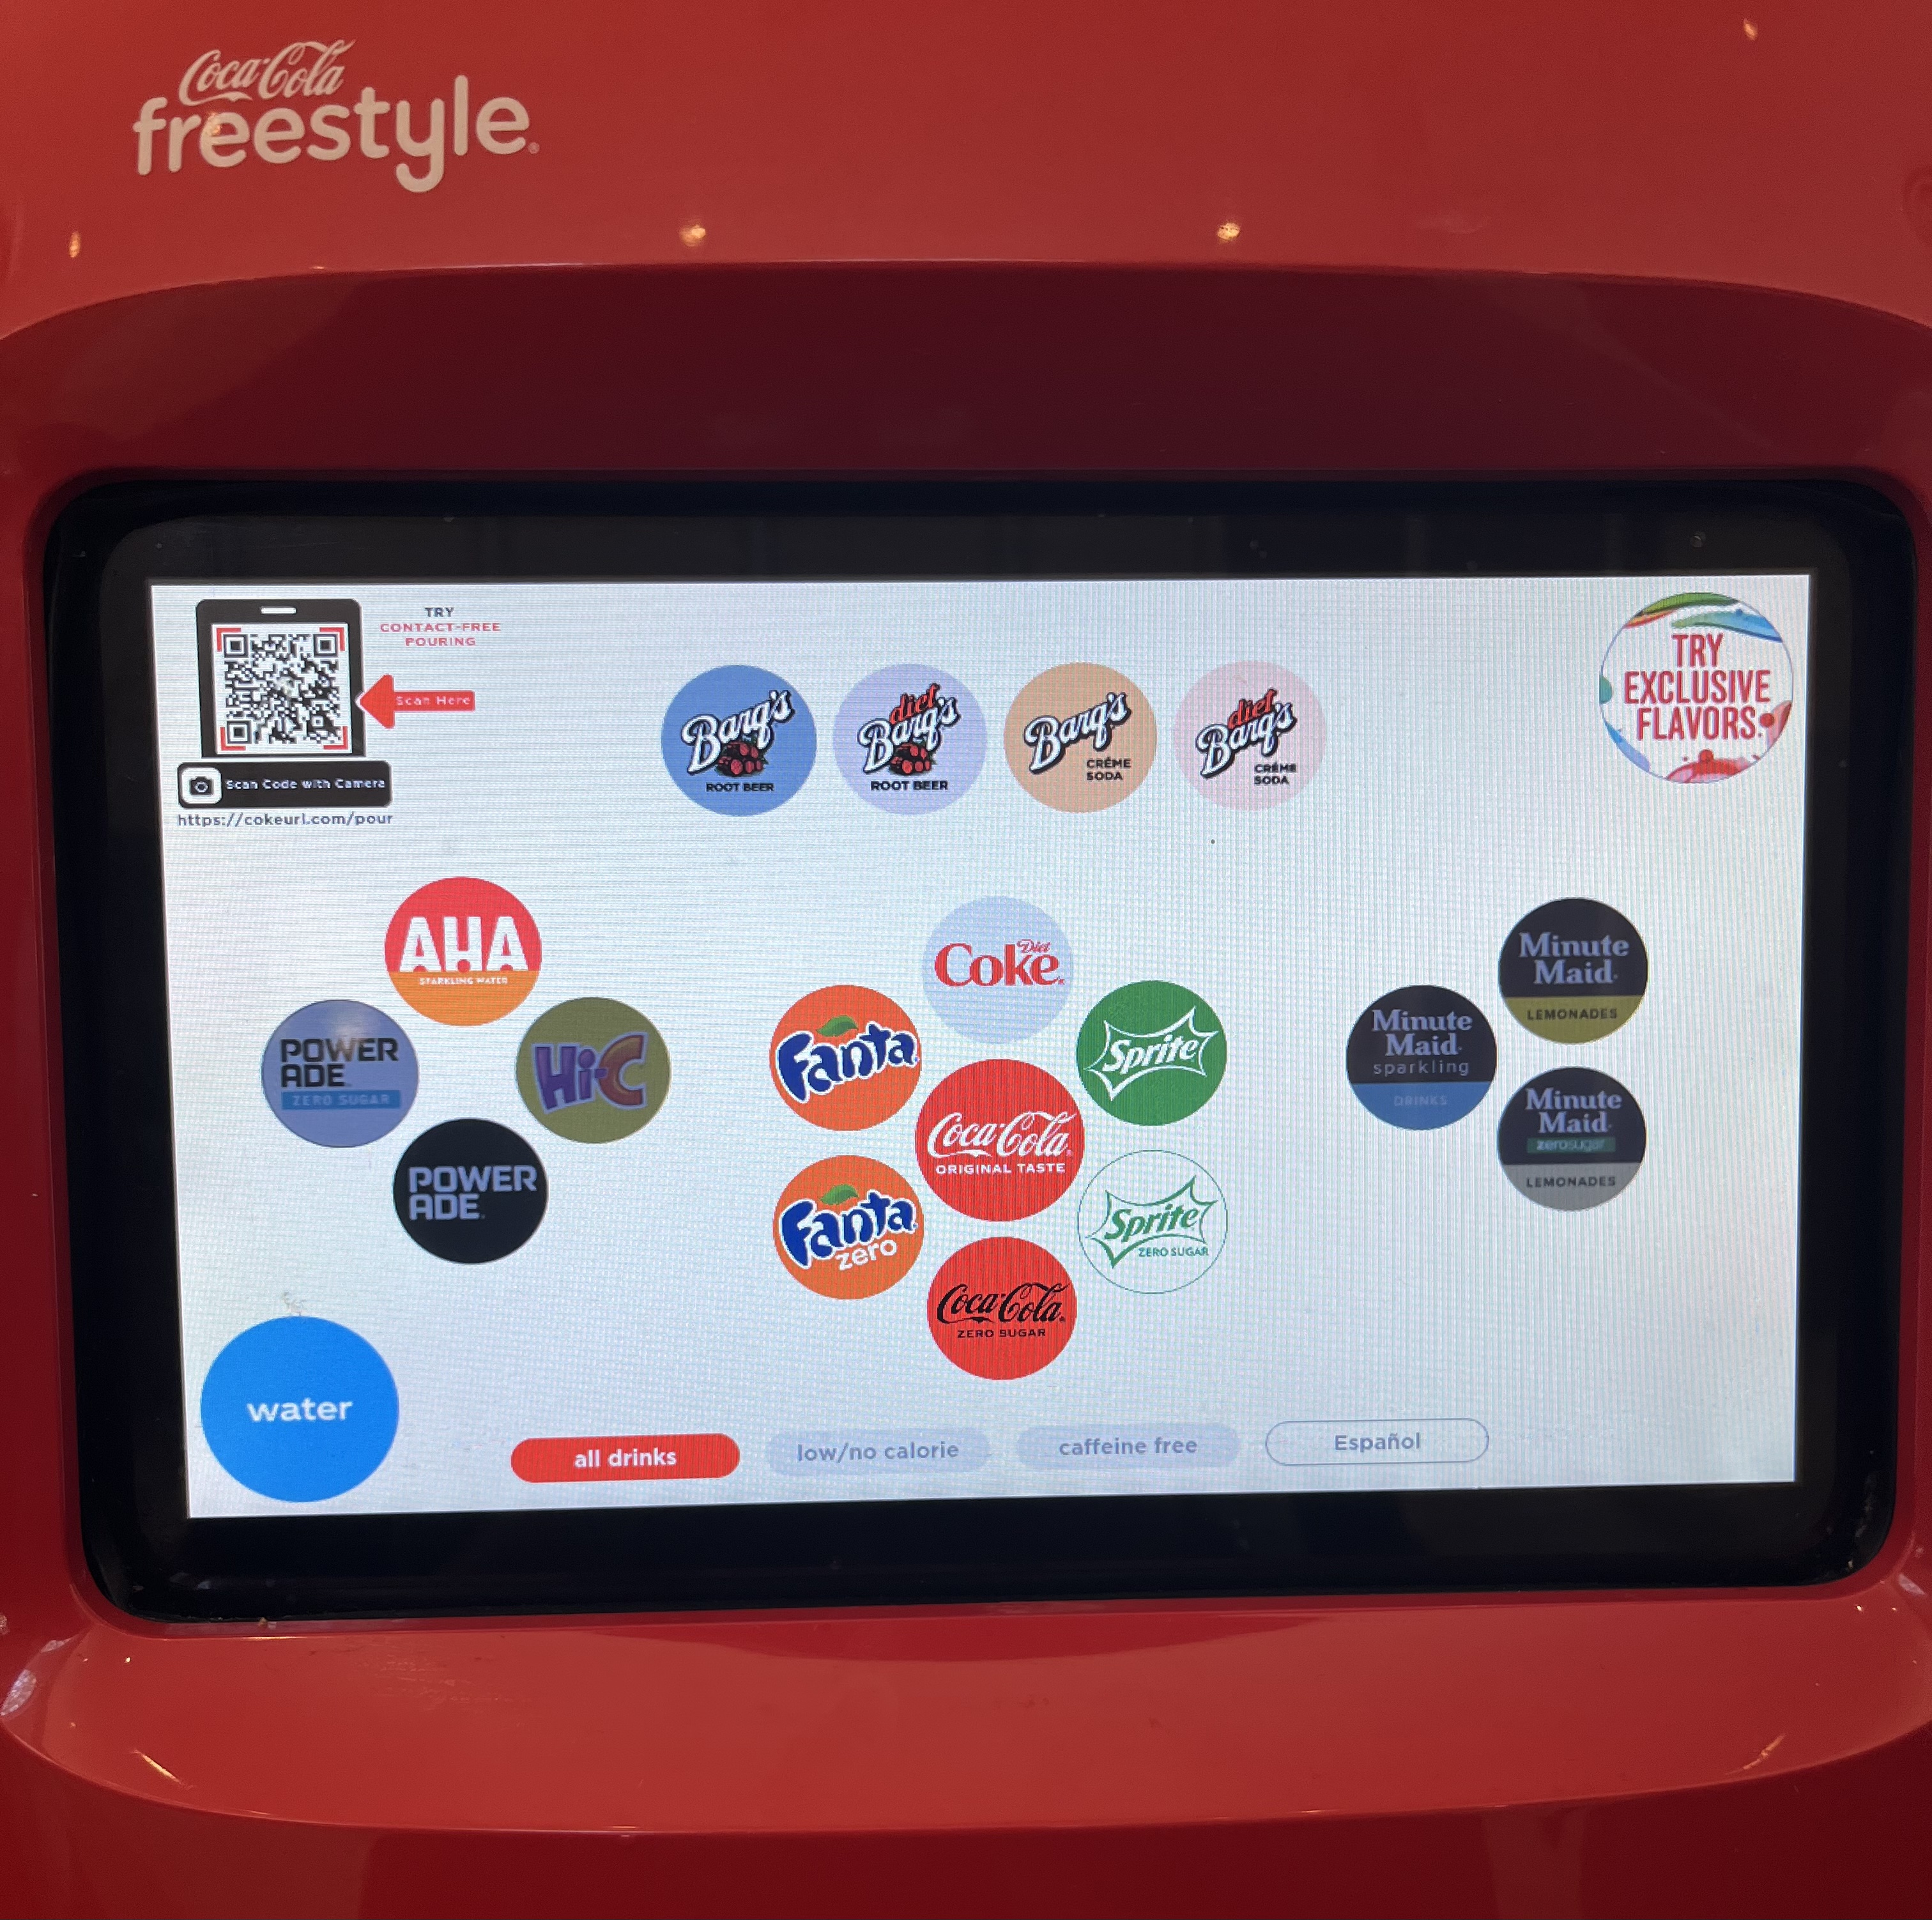 Coca-Cola
freestyle.
TRY
CONTACT-FREE
POURING
Scan Here
Scan Code with Camera
https://cokeurl.com/pour
Barq's
ROOT BEER
diet
Barq's
ROOT BEER
Barq's
CRÉME
SODA
diet
Barq's
CRÉME
SODA
TRY
EXCLUSIVE
FLAVORS.
AHA
SPARKLING WATER
POWER
ADE
ZERO SUGAR
Hi-C
POWER
ADE
Diet
Coke
Fanta
Sprite
Coca-Cola
ORIGINAL TASTE
Fanta
zero
Sprite
ZERO SUGAR
Coca-Cola
ZERO SUGAR
Minute
Maid
LEMONADES
Minute
Maid
sparkling
DRINKS
Minute
Maid
zerosugar
LEMONADES
water
all drinks
low/no calorie
caffeine free
Español